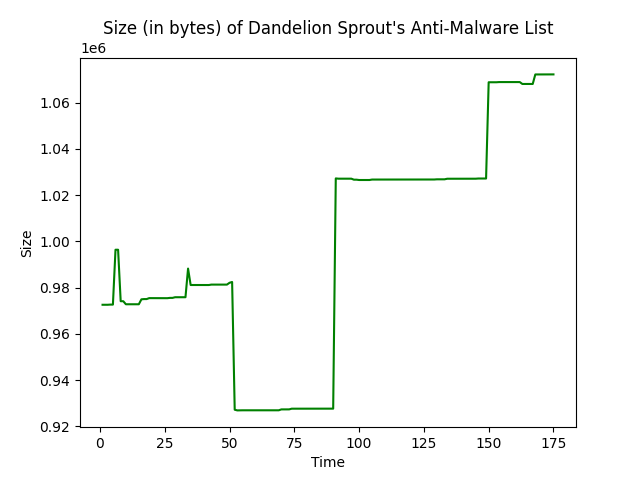 Size (in bytes) of Dandelion Sprout's Anti-Malware List
1e6
1.06
1.04
1.02
1.00
0.98
0.96
0.94
0.92
Size
0 25 50 75 100 125 150 175
Time